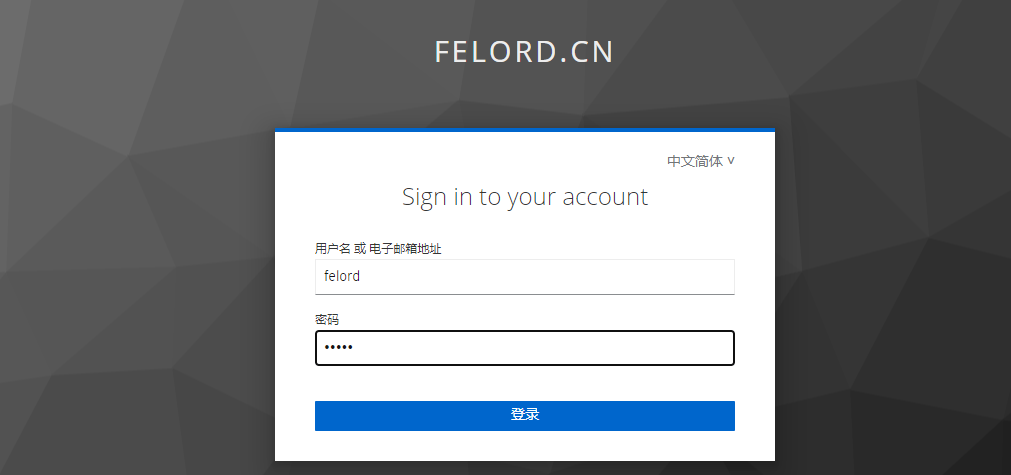 FELORD.CN
中文简体 ˅
Sign in to your account
用户名 或 电子邮箱地址
felord
密码
•••••
登录